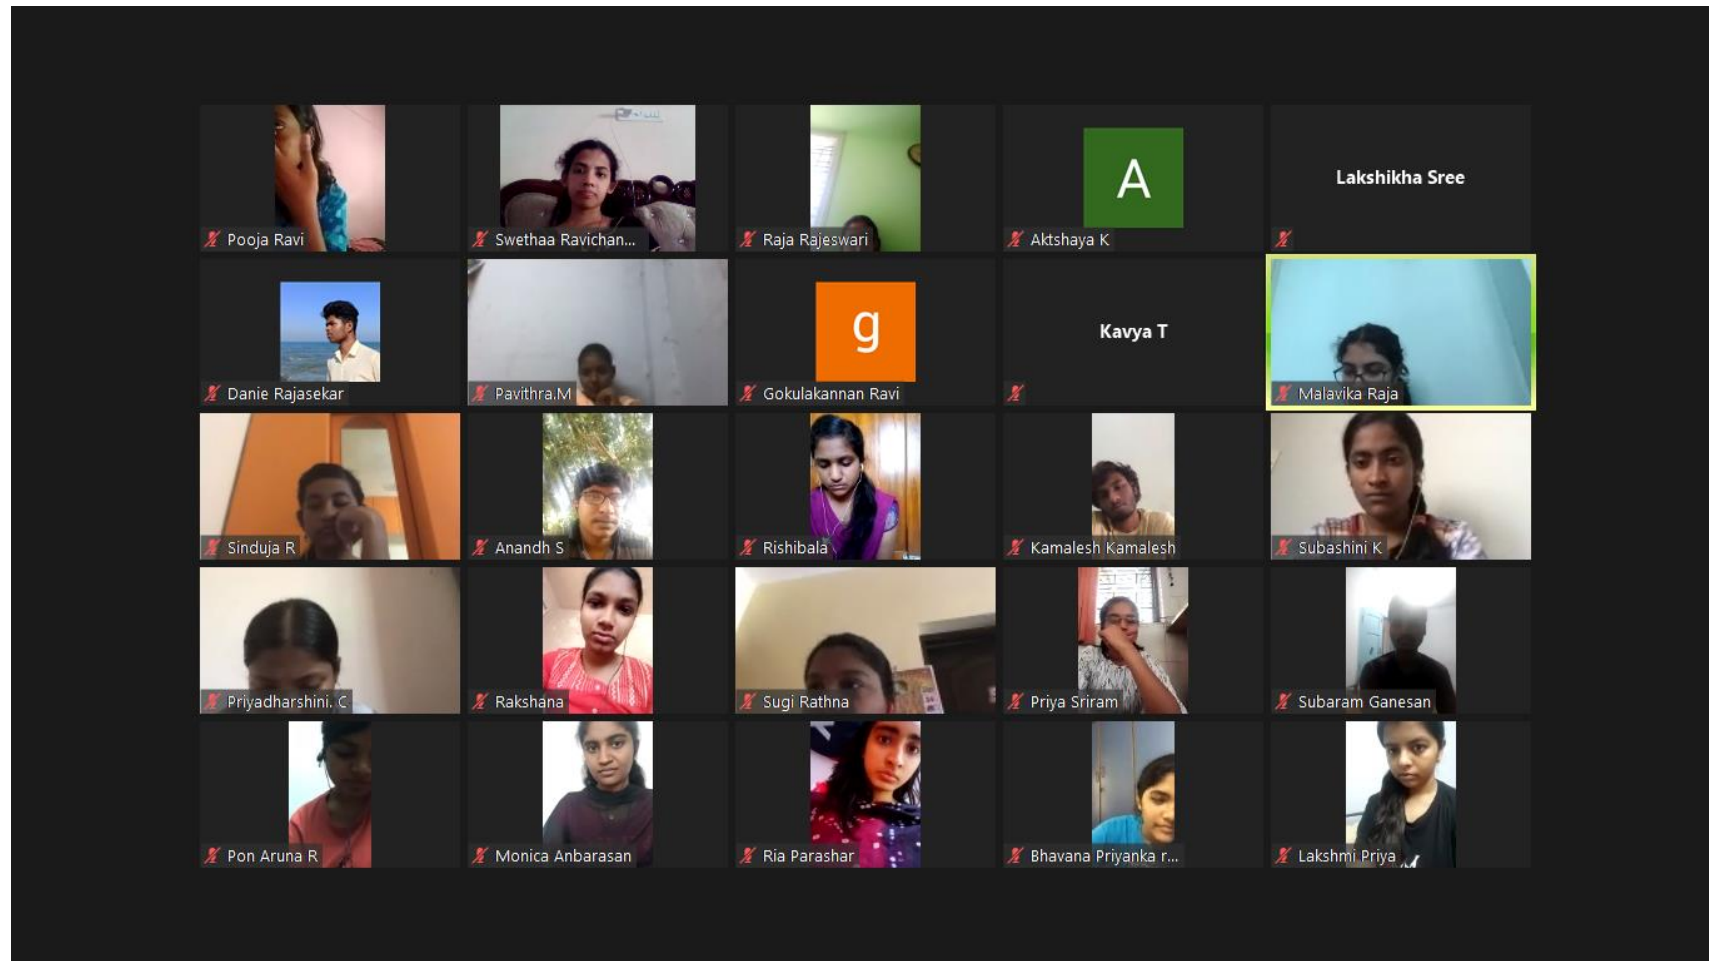 Pooja Ravi
Swethaa Ravichan...
Raja Rajeswari
A
Aktshaya K
Lakshikha Sree
Danie Rajasekar
Pavithra.M
g
Gokulakannan Ravi
Kavya T
Malavika Raja
Sinduja R
Anandh S
Rishibala
Kamalesh Kamalesh
Subashini K
Priyadharshini. C
Rakshana
Sugi Rathna
Priya Sriram
Subaram Ganesan
Pon Aruna R
Monica Anbarasan
Ria Parashar
Bhavana Priyanka r...
Lakshmi Priya